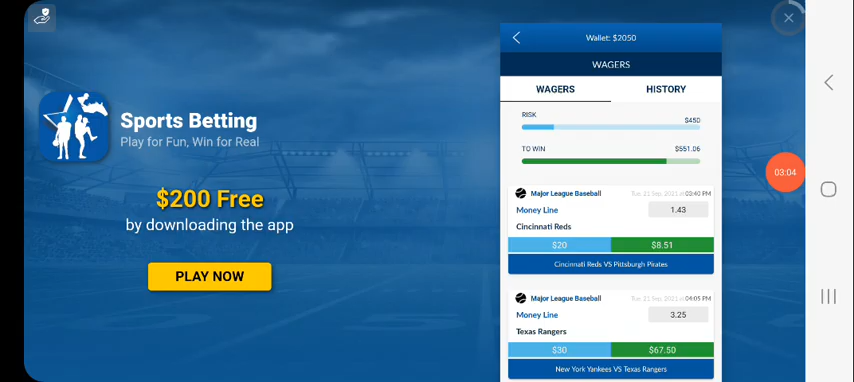 Sports Betting
Play for Fun, Win for Real
$200 Free
by downloading the app
PLAY NOW
Wallet: $2050
WAGERS
WAGERS HISTORY
RISK
$450
TO WIN
$551.06
Major League Baseball Tue, 21 Sep, 2021 at 03:40 PM
Money Line 1.43
Cincinnati Reds
$20 $8.51
Cincinnati Reds VS Pittsburgh Pirates
Major League Baseball Tue, 21 Sep, 2021 at 04:05 PM
Money Line 3.25
Texas Rangers
$30 $67.50
New York Yankees VS Texas Rangers
03:04